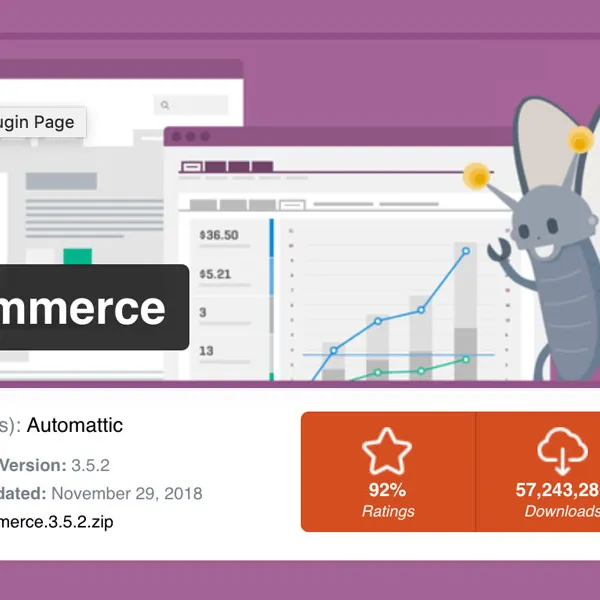 ugin Page
$36.50
$5.21
3
13
mmerce
s): Automattic
Version: 3.5.2
dated: November 29, 2018
merce.3.5.2.zip
92%
Ratings
57,243,28
Downloads